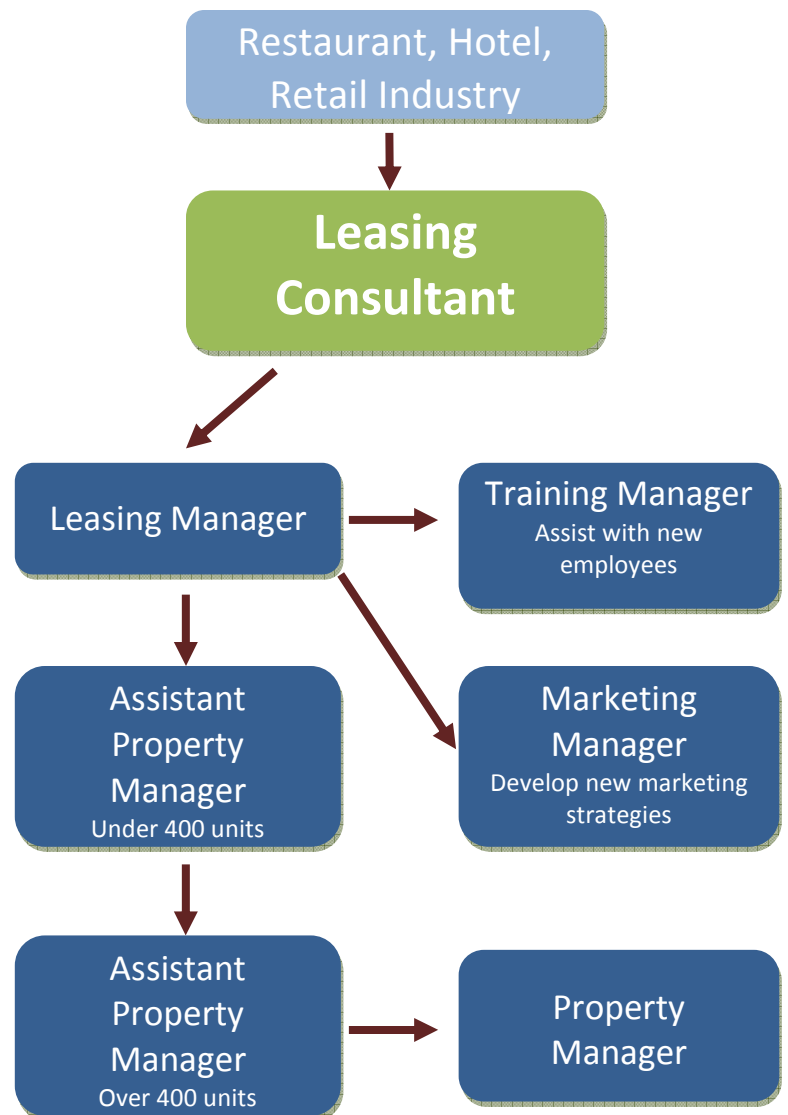 Restaurant, Hotel,
Retail Industry
Leasing
Consultant
Leasing Manager
Training Manager
Assist with new
employees
Assistant
Property
Manager
Under 400 units
Marketing
Manager
Develop new marketing
strategies
Assistant
Property
Manager
Over 400 units
Property
Manager